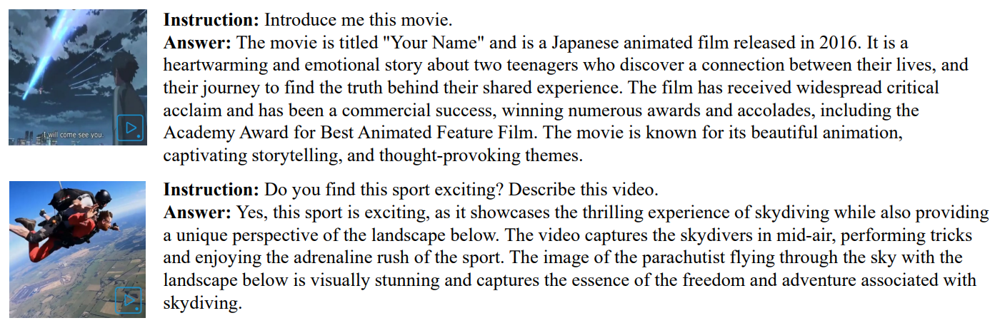 Instruction: Introduce me this movie.
Answer: The movie is titled "Your Name" and is a Japanese animated film released in 2016. It is a
heartwarming and emotional story about two teenagers who discover a connection between their lives, and
their journey to find the truth behind their shared experience. The film has received widespread critical
acclaim and has been a commercial success, winning numerous awards and accolades, including the
Academy Award for Best Animated Feature Film. The movie is known for its beautiful animation,
captivating storytelling, and thought-provoking themes.
I will come see you.
Instruction: Do you find this sport exciting? Describe this video.
Answer: Yes, this sport is exciting, as it showcases the thrilling experience of skydiving while also providing
a unique perspective of the landscape below. The video captures the skydivers in mid-air, performing tricks
and enjoying the adrenaline rush of the sport. The image of the parachutist flying through the sky with the
landscape below is visually stunning and captures the essence of the freedom and adventure associated with
skydiving.